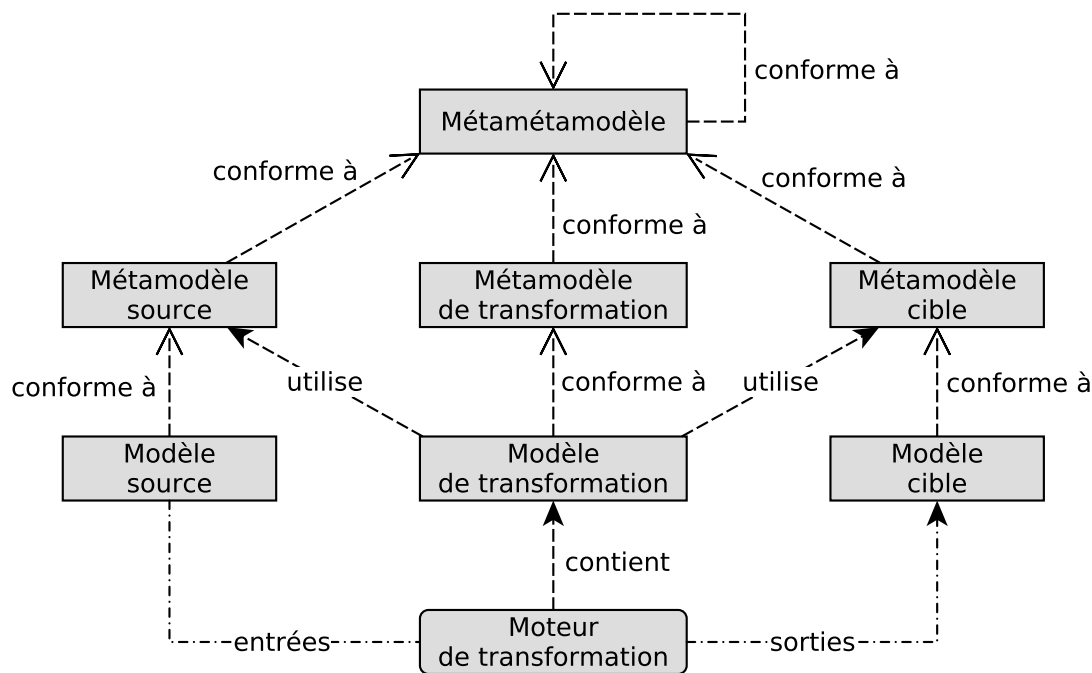 conforme à
Métamétamodèle
conforme à
conforme à
conforme à
Métamodèle
source
Métamodèle
de transformation
Métamodèle
cible
conforme à
utilise
conforme à
utilise
conforme à
Modèle
source
Modèle
de transformation
Modèle
cible
contient
entrées
Moteur
de transformation
sorties